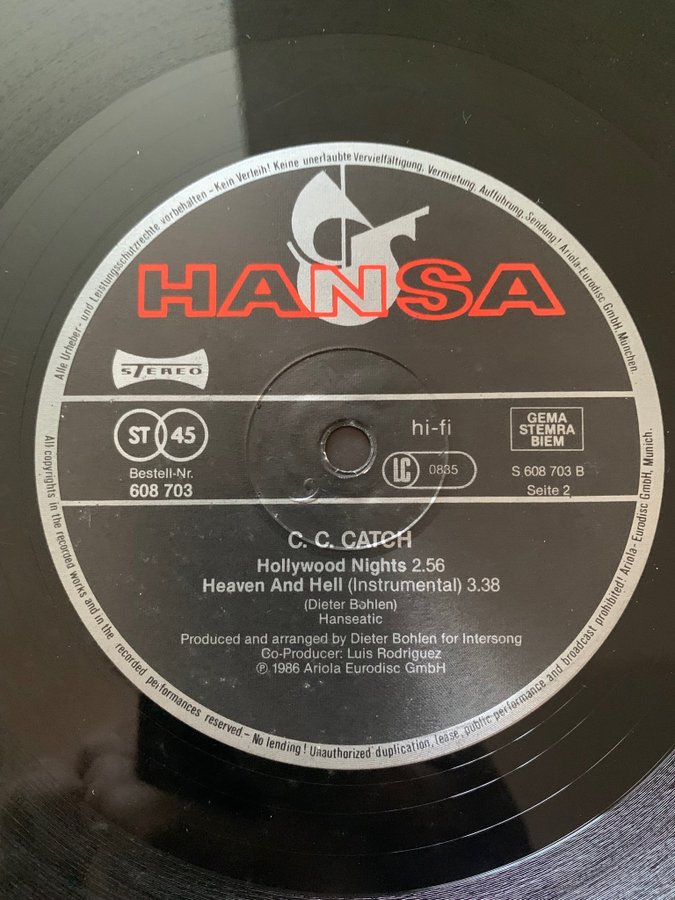 Alle Urheber- und Leistungsschutzrechte vorbehalten – Kein Verleih! Keine unerlaubte Vervielfältigung, Vermietung, Aufführung, Sendung! Ariola-Eurodisc GmbH, München.
HANSA
STEREO
ST 45
hi-fi
GEMA
STEMRA
BIEM
LC 0835
Bestell-Nr.
608 703
S 608 703 B
Seite 2
C. C. CATCH
Hollywood Nights 2.56
Heaven And Hell (Instrumental) 3.38
(Dieter Bohlen)
Hanseatic
Produced and arranged by Dieter Bohlen for Intersong
Co-Producer: Luis Rodriguez
℗ 1986 Ariola Eurodisc GmbH
All copyrights in the recorded works and in the recorded performances reserved.– No lending! Unauthorized duplication, lease, public performance and broadcast prohibited! Ariola-Eurodisc GmbH, Munich.